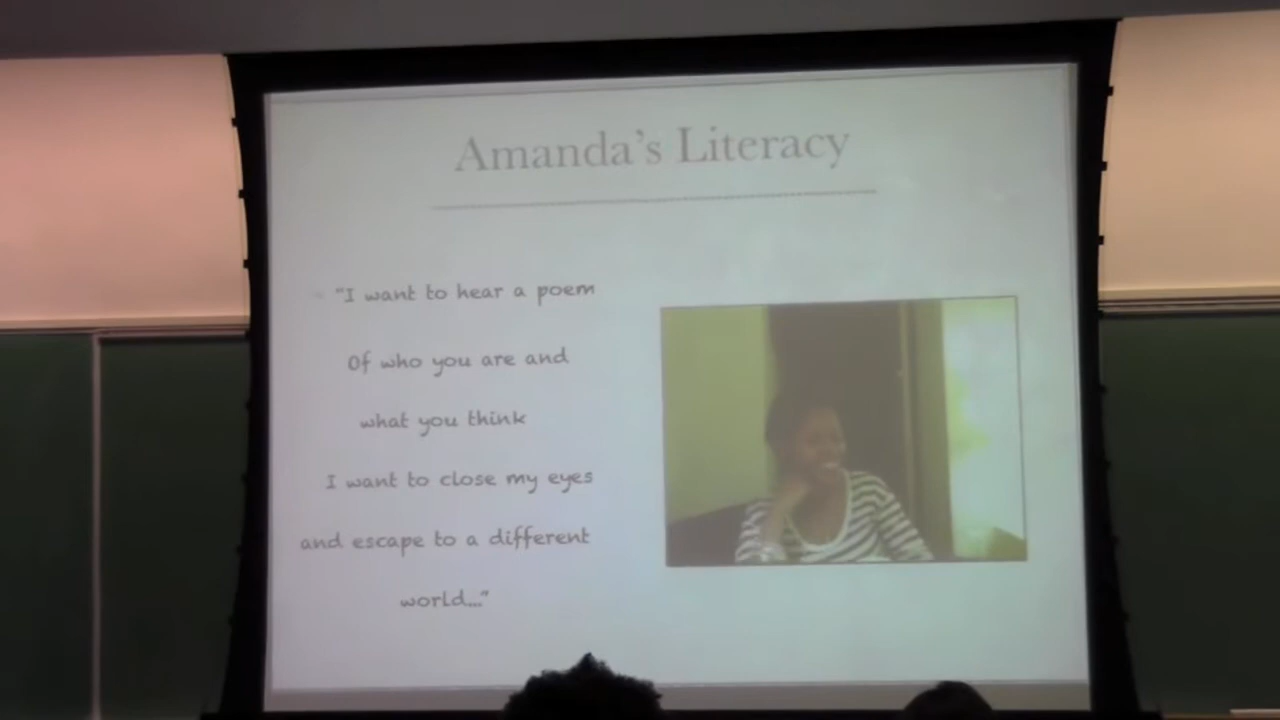 Amanda's Literacy
"I want to hear a poem
Of who you are and
what you think
I want to close my eyes
and escape to a different
world..."